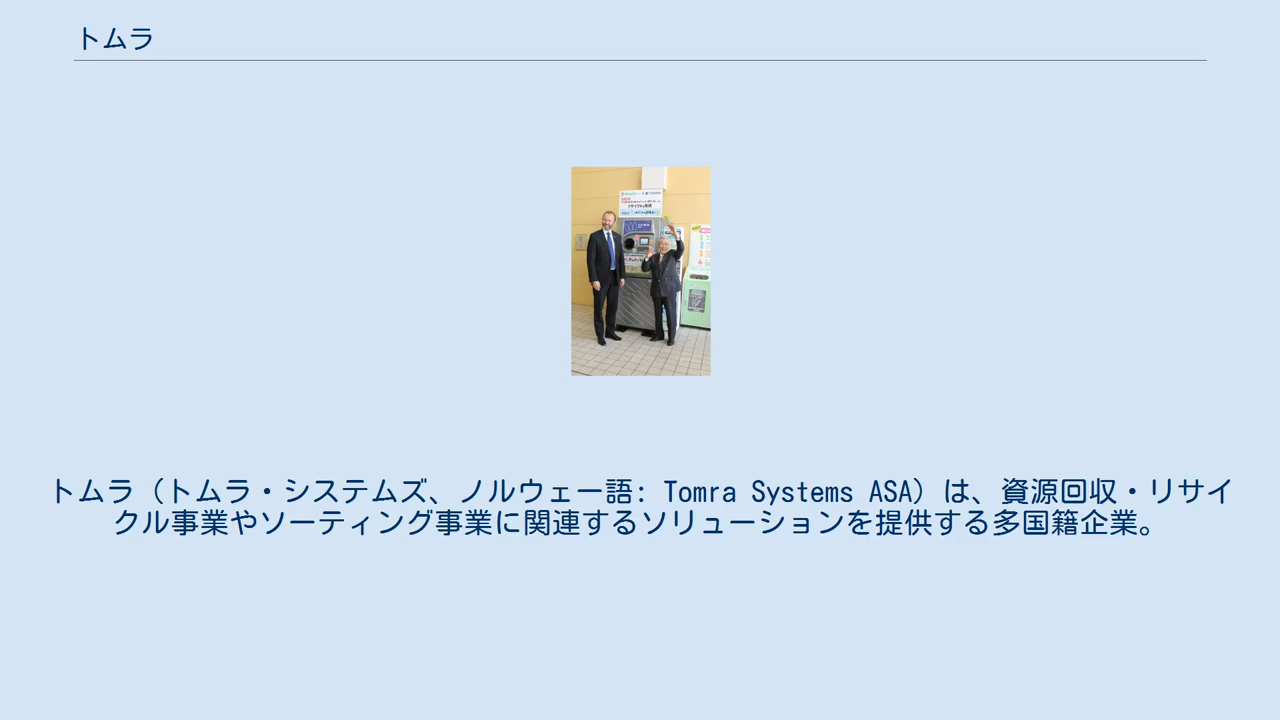 トムラ
トムラ（トムラ・システムズ、ノルウェー語: Tomra Systems ASA）は、資源回収・リサイ
クル事業やソーティング事業に関連するソリューションを提供する多国籍企業。